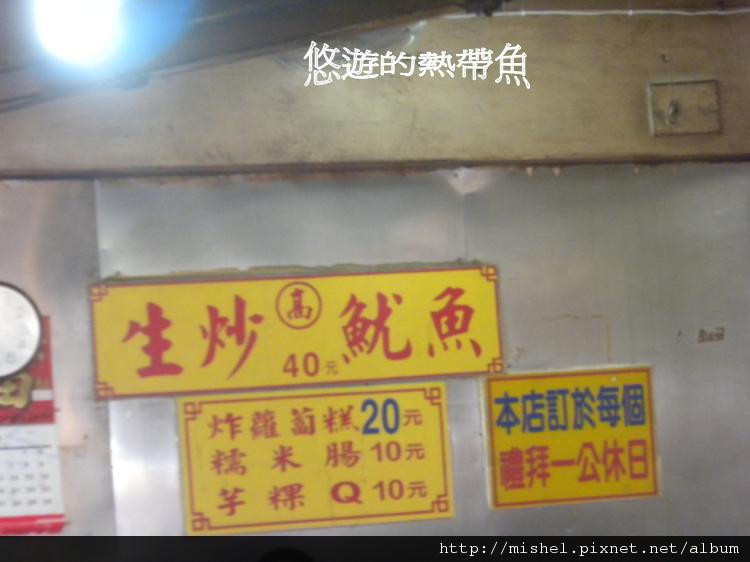 悠遊的熱帶魚
生炒 高 魷魚
40元
炸蘿蔔糕20元
糯米腸10元
芋粿Q10元
本店訂於每個
禮拜一公休日
http://mishel.pixnet.net/album